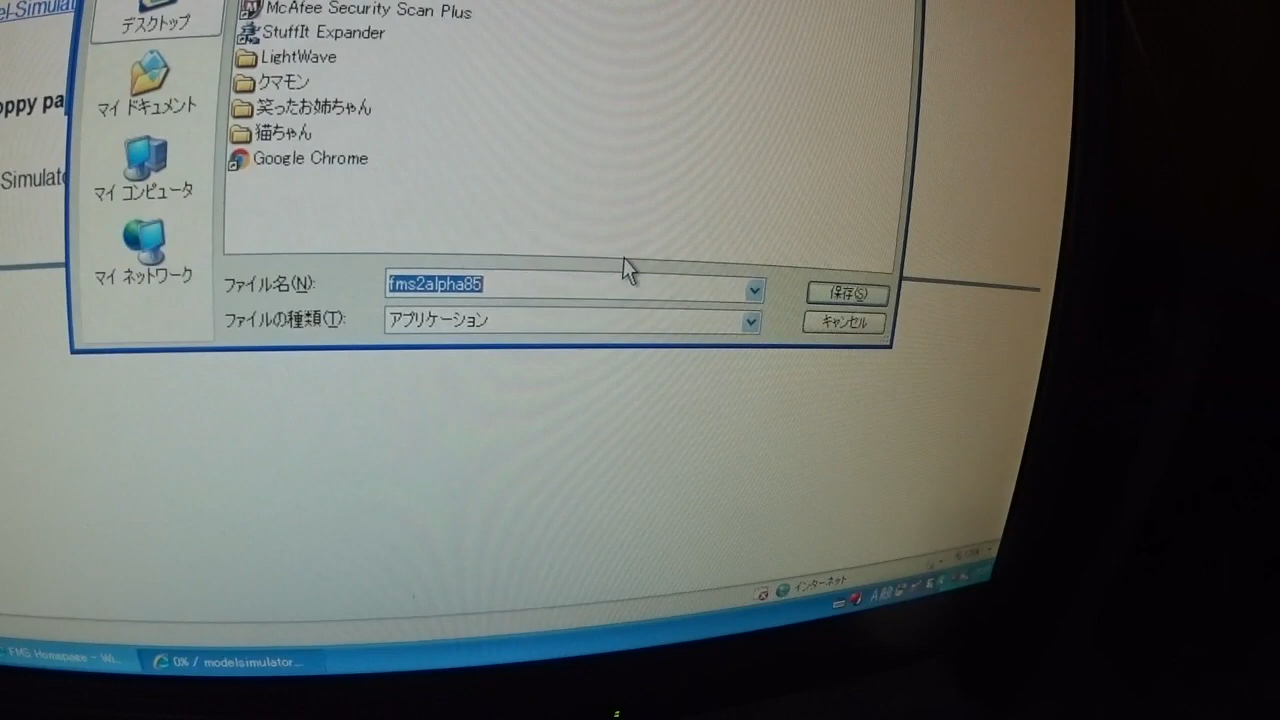 el-Simulat
デスクトップ
マイ ドキュメント
マイ コンピュータ
マイ ネットワーク
McAfee Security Scan Plus
StuffIt Expander
LightWave
クマモン
笑ったお姉ちゃん
猫ちゃん
Google Chrome
oppy pa
Simulato
ファイル名(N):
fms2alpha85
保存(S)
ファイルの種類(T):
アプリケーション
キャンセル
インターネット
A般
FMS Homepage - Wi...
0% / modelsimulator...